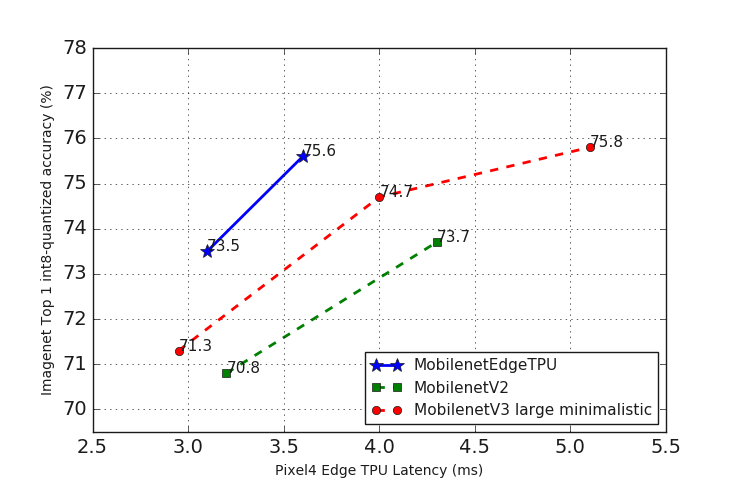 78
77
76
75
74
73
72
71
70
Imagenet Top 1 int8-quantized accuracy (%)
75.6
75.8
74.7
73.5
73.7
71.3
70.8
MobilenetEdgeTPU
MobilenetV2
MobilenetV3 large minimalistic
2.5 3.0 3.5 4.0 4.5 5.0 5.5
Pixel4 Edge TPU Latency (ms)